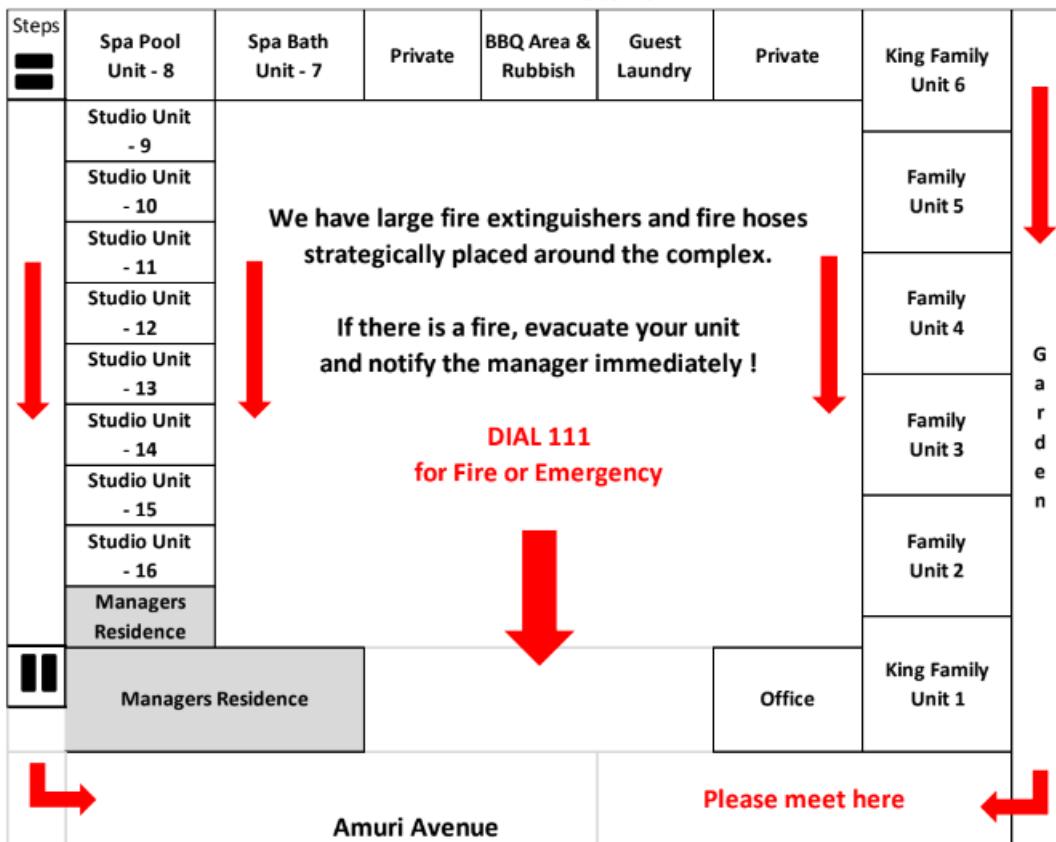 Steps
Spa Pool
Unit - 8
Spa Bath
Unit - 7
Private
BBQ Area &
Rubbish
Guest
Laundry
Private
King Family
Unit 6
Studio Unit
- 9
Studio Unit
- 10
Studio Unit
- 11
Studio Unit
- 12
Studio Unit
- 13
Studio Unit
- 14
Studio Unit
- 15
Studio Unit
- 16
Managers
Residence
We have large fire extinguishers and fire hoses
strategically placed around the complex.
If there is a fire, evacuate your unit
and notify the manager immediately !
DIAL 111
for Fire or Emergency
Family
Unit 5
Family
Unit 4
Family
Unit 3
Family
Unit 2
King Family
Unit 1
G
a
r
d
e
n
Managers Residence
Office
Please meet here
Amuri Avenue